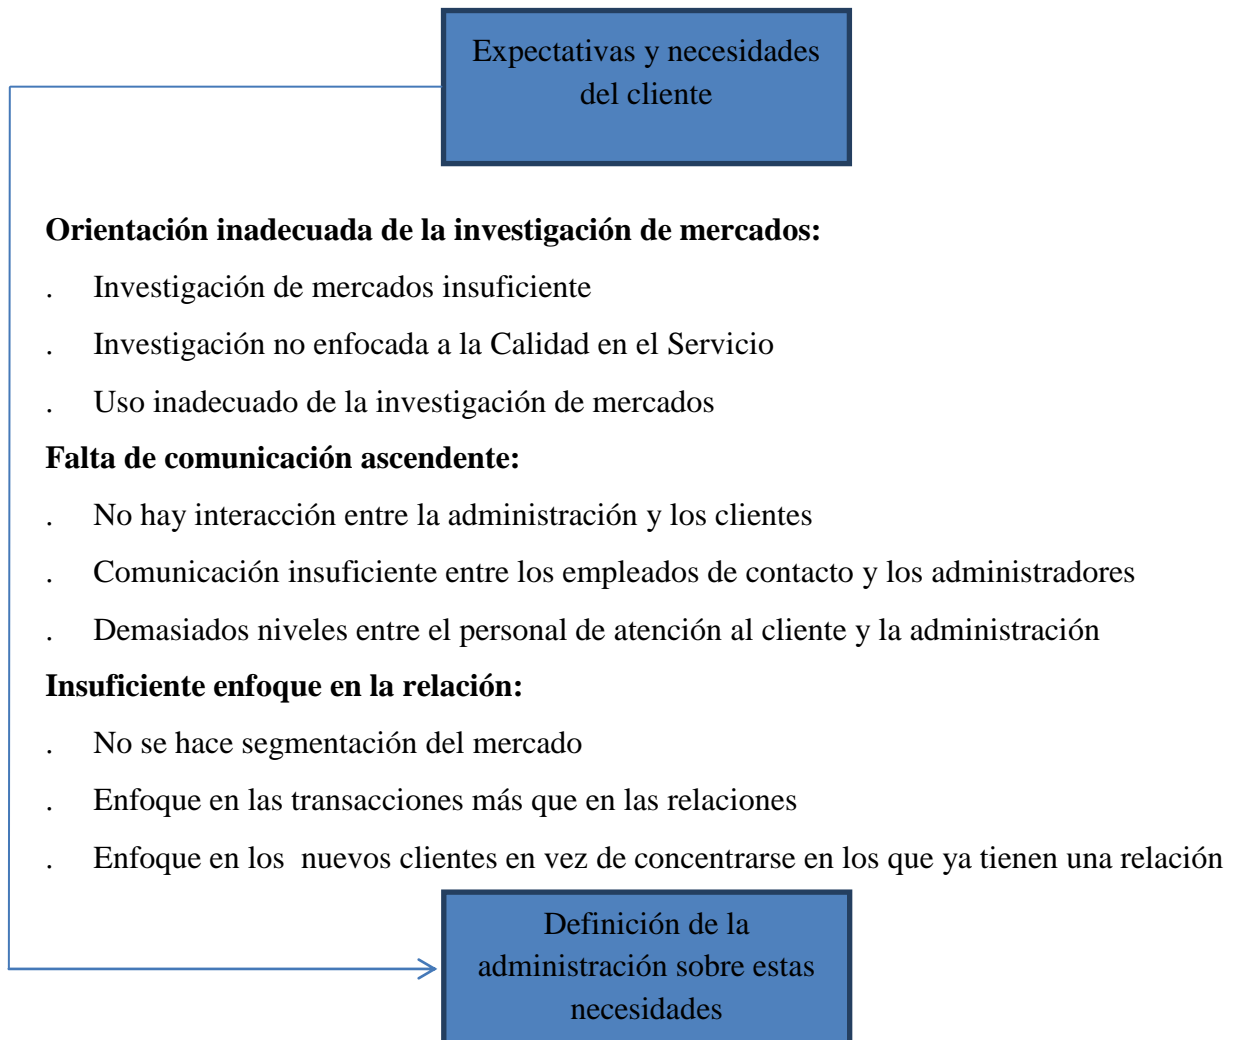 Expectativas y necesidades
del cliente
Orientación inadecuada de la investigación de mercados:
. Investigación de mercados insuficiente
. Investigación no enfocada a la Calidad en el Servicio
. Uso inadecuado de la investigación de mercados
Falta de comunicación ascendente:
. No hay interacción entre la administración y los clientes
. Comunicación insuficiente entre los empleados de contacto y los administradores
. Demasiados niveles entre el personal de atención al cliente y la administración
Insuficiente enfoque en la relación:
. No se hace segmentación del mercado
. Enfoque en las transacciones más que en las relaciones
. Enfoque en los nuevos clientes en vez de concentrarse en los que ya tienen una relación
Definición de la
administración sobre estas
necesidades